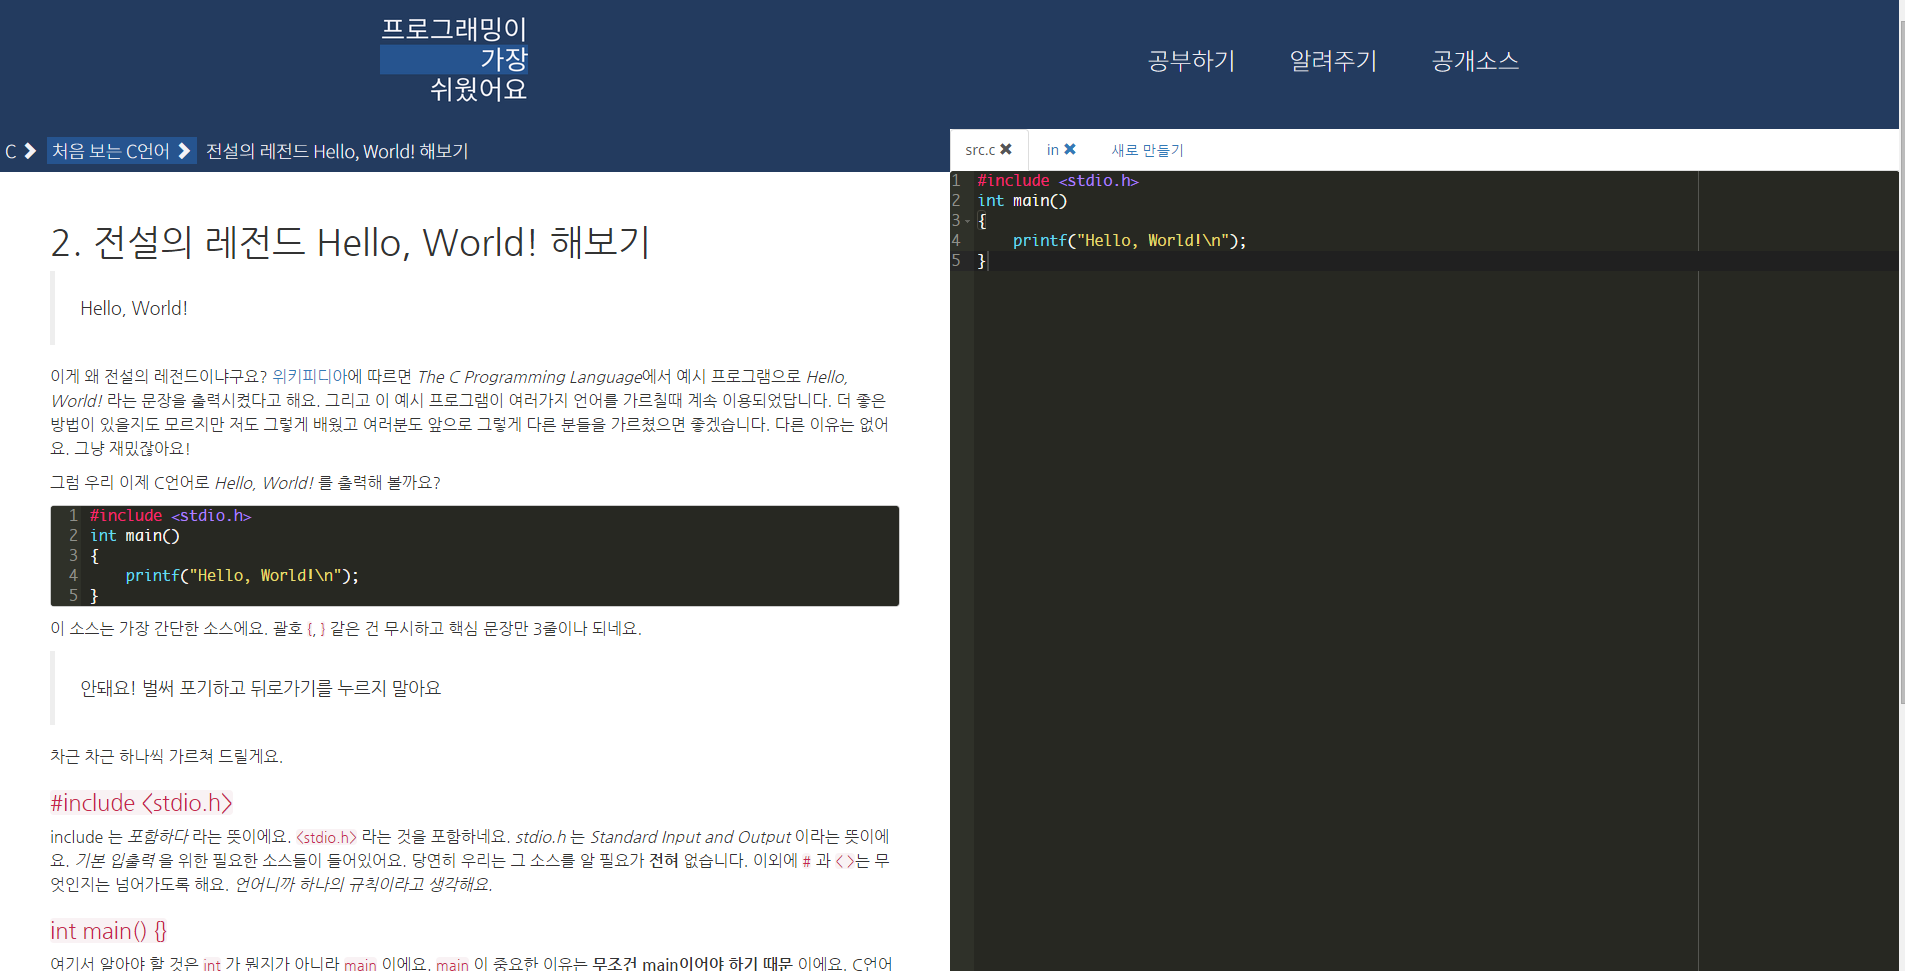 프로그래밍이
가장
쉬웠어요
공부하기 알려주기 공개소스
C 처음 보는 C언어 전설의 레전드 Hello, World! 해보기
2. 전설의 레전드 Hello, World! 해보기
Hello, World!
이게 왜 전설의 레전드이냐구요? 위키피디아에 따르면 The C Programming Language에서 예시 프로그램으로 Hello,
World! 라는 문장을 출력시켰다고 해요. 그리고 이 예시 프로그램이 여러가지 언어를 가르칠때 계속 이용되었답니다. 더 좋은
방법이 있을지도 모르지만 저도 그렇게 배웠고 여러분도 앞으로 그렇게 다른 분들을 가르쳤으면 좋겠습니다. 다른 이유는 없어
요. 그냥 재밌잖아요!
그럼 우리 이제 C언어로 Hello, World! 를 출력해 볼까요?
1 #include <stdio.h>
2 int main()
3 {
4 printf("Hello, World!\n");
5 }
이 소스는 가장 간단한 소스에요. 괄호 {, } 같은 건 무시하고 핵심 문장만 3줄이나 되네요.
안돼요! 벌써 포기하고 뒤로가기를 누르지 말아요
차근 차근 하나씩 가르쳐 드릴게요.
#include <stdio.h>
include 는 포함하다 라는 뜻이에요. <stdio.h> 라는 것을 포함하네요. stdio.h 는 Standard Input and Output 이라는 뜻이에
요. 기본 입출력 을 위한 필요한 소스들이 들어있어요. 당연히 우리는 그 소스를 알 필요가 전혀 없습니다. 이외에 # 과 < >는 무
엇인지는 넘어가도록 해요. 언어니까 하나의 규칙이라고 생각해요.
int main() {}
여기서 알아야 할 것은 int 가 뭔지가 아니라 main 이에요. main 이 중요한 이유는 무조건 main이어야 하기 때문 이에요. C언어
src.c in 새로 만들기
1 #include <stdio.h>
2 int main()
3 {
4 printf("Hello, World!\n");
5 }